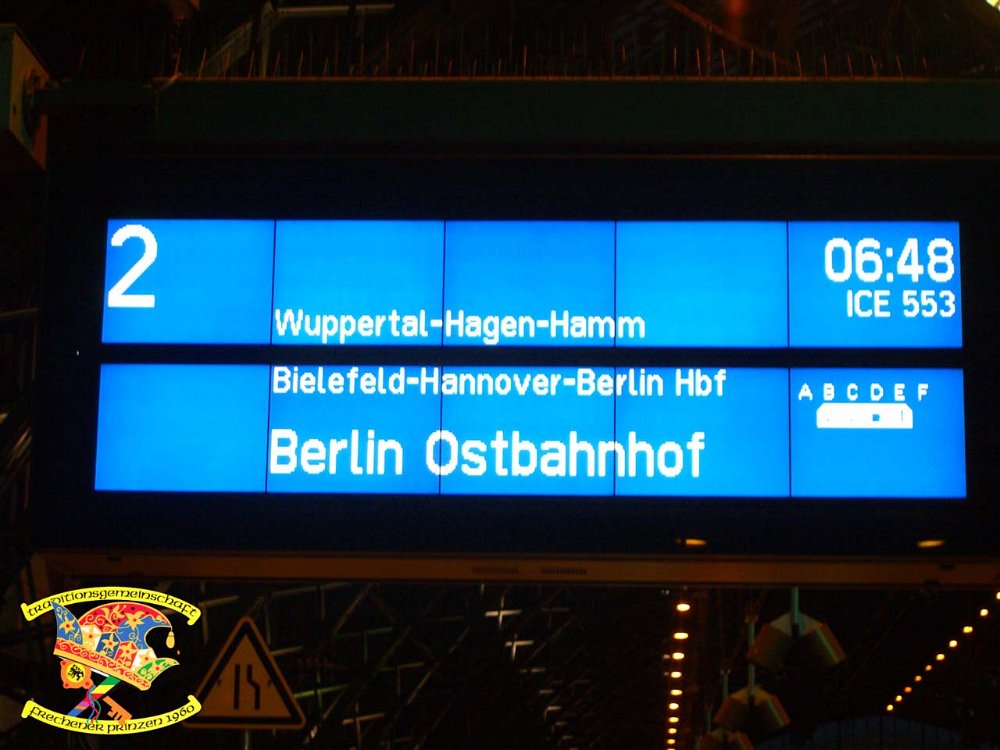 2
06:48
ICE 553
Wuppertal-Hagen-Hamm
Bielefeld-Hannover-Berlin Hbf
A B C D E F
Berlin Ostbahnhof
traditionsgemeinschaft
frechener prinzen 1960